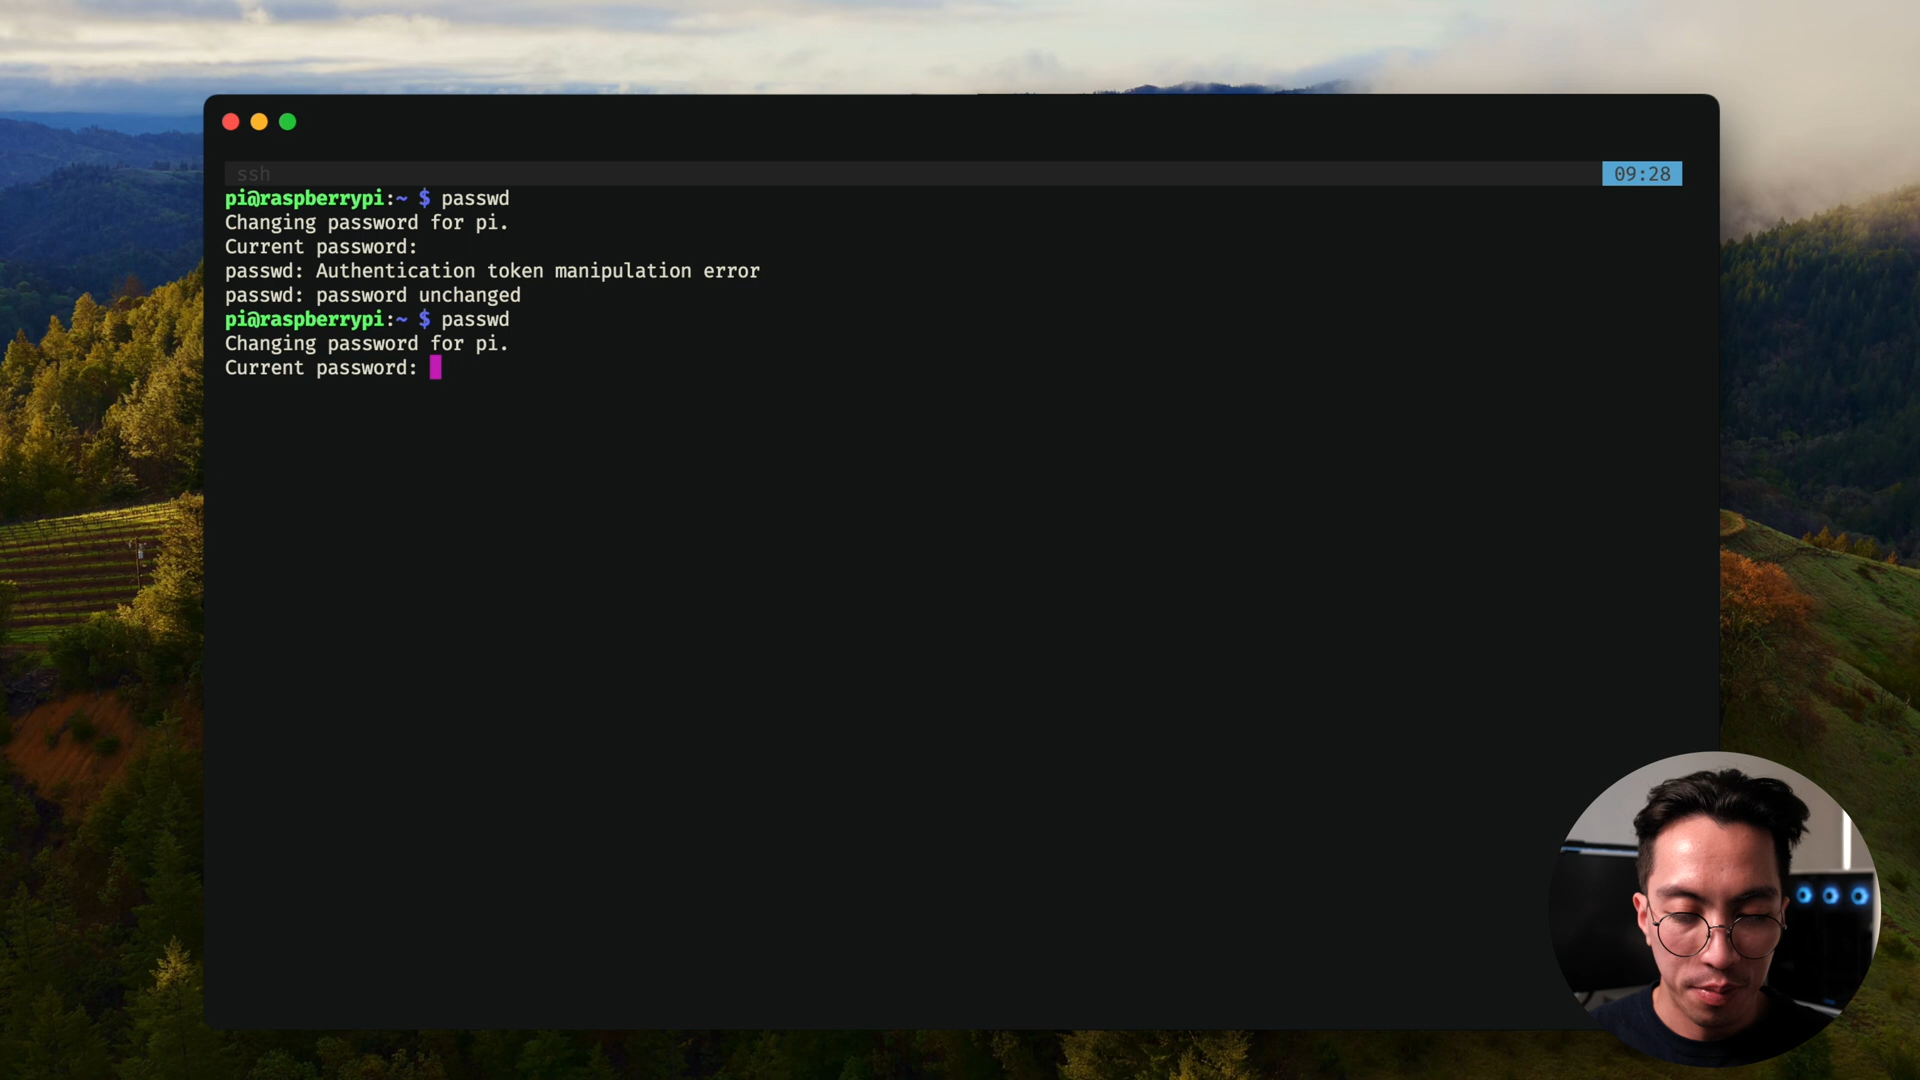 ssh
09:28
pi@raspberrypi:~ $ passwd
Changing password for pi.
Current password:
passwd: Authentication token manipulation error
passwd: password unchanged
pi@raspberrypi:~ $ passwd
Changing password for pi.
Current password: